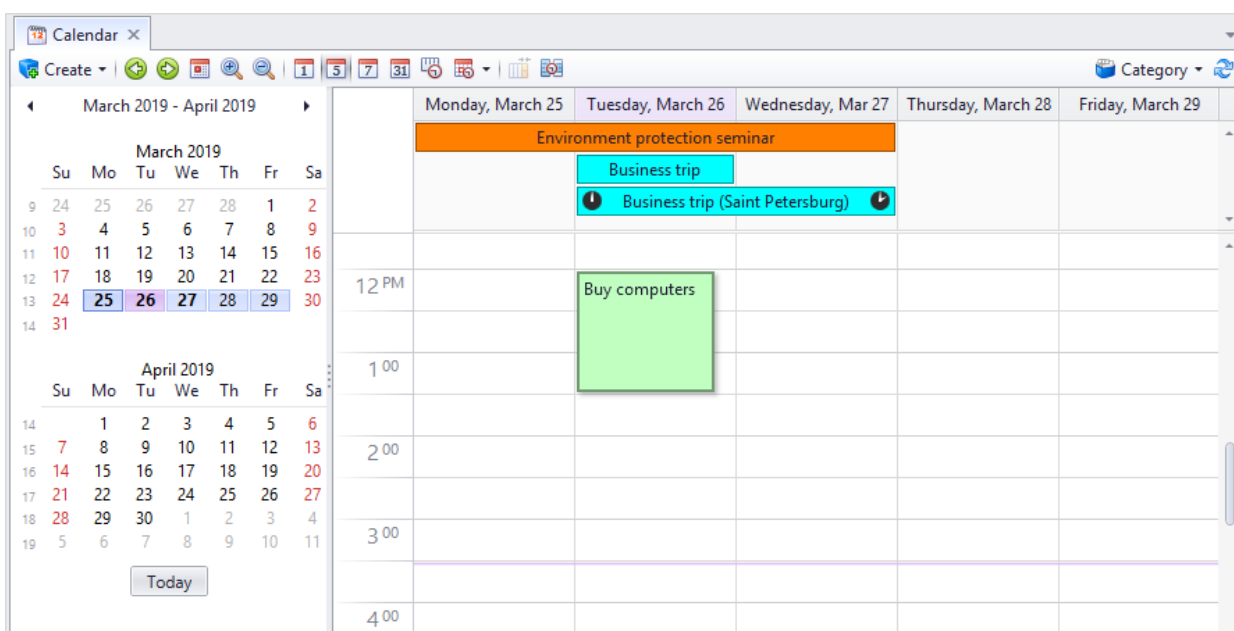 Calendar
Create
1 5 7 31
Category
March 2019 - April 2019
March 2019
Su Mo Tu We Th Fr Sa
9 24 25 26 27 28 1 2
10 3 4 5 6 7 8 9
11 10 11 12 13 14 15 16
12 17 18 19 20 21 22 23
13 24 25 26 27 28 29 30
14 31
April 2019
Su Mo Tu We Th Fr Sa
14 1 2 3 4 5 6
15 7 8 9 10 11 12 13
16 14 15 16 17 18 19 20
17 21 22 23 24 25 26 27
18 28 29 30 1 2 3 4
19 5 6 7 8 9 10 11
Today
Monday, March 25 Tuesday, March 26 Wednesday, Mar 27 Thursday, March 28 Friday, March 29
Environment protection seminar
Business trip
Business trip (Saint Petersburg)
12 PM
Buy computers
1 00
2 00
3 00
4 00